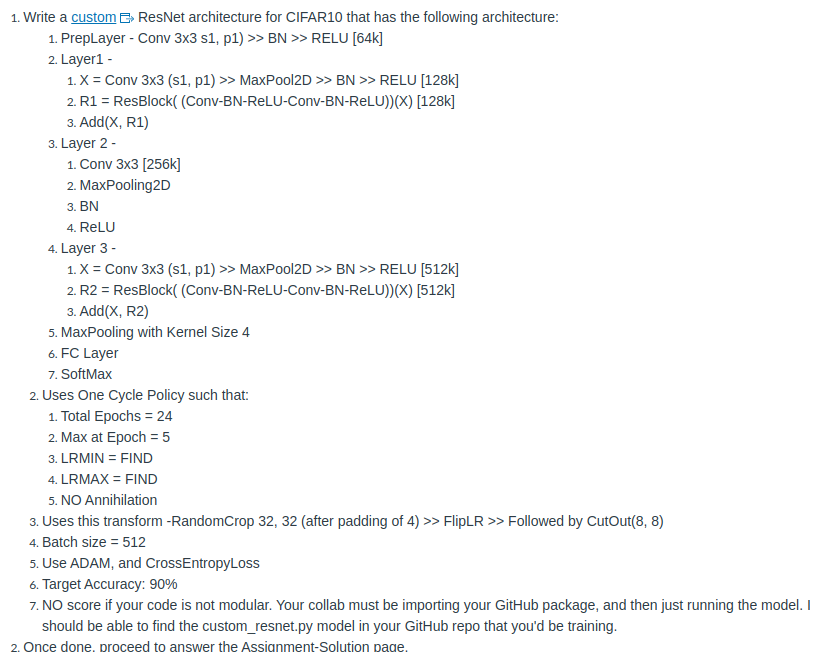 1. Write a custom ResNet architecture for CIFAR10 that has the following architecture:
1. PrepLayer - Conv 3x3 s1, p1) >> BN >> RELU [64k]
2. Layer1 -
1. X = Conv 3x3 (s1, p1) >> MaxPool2D >> BN >> RELU [128k]
2. R1 = ResBlock( (Conv-BN-ReLU-Conv-BN-ReLU))(X) [128k]
3. Add(X, R1)
3. Layer 2 -
1. Conv 3x3 [256k]
2. MaxPooling2D
3. BN
4. ReLU
4. Layer 3 -
1. X = Conv 3x3 (s1, p1) >> MaxPool2D >> BN >> RELU [512k]
2. R2 = ResBlock( (Conv-BN-ReLU-Conv-BN-ReLU))(X) [512k]
3. Add(X, R2)
5. MaxPooling with Kernel Size 4
6. FC Layer
7. SoftMax
2. Uses One Cycle Policy such that:
1. Total Epochs = 24
2. Max at Epoch = 5
3. LRMIN = FIND
4. LRMAX = FIND
5. NO Annihilation
3. Uses this transform -RandomCrop 32, 32 (after padding of 4) >> FlipLR >> Followed by CutOut(8, 8)
4. Batch size = 512
5. Use ADAM, and CrossEntropyLoss
6. Target Accuracy: 90%
7. NO score if your code is not modular. Your collab must be importing your GitHub package, and then just running the model. I
should be able to find the custom_resnet.py model in your GitHub repo that you'd be training.
2. Once done, proceed to answer the Assignment-Solution page.